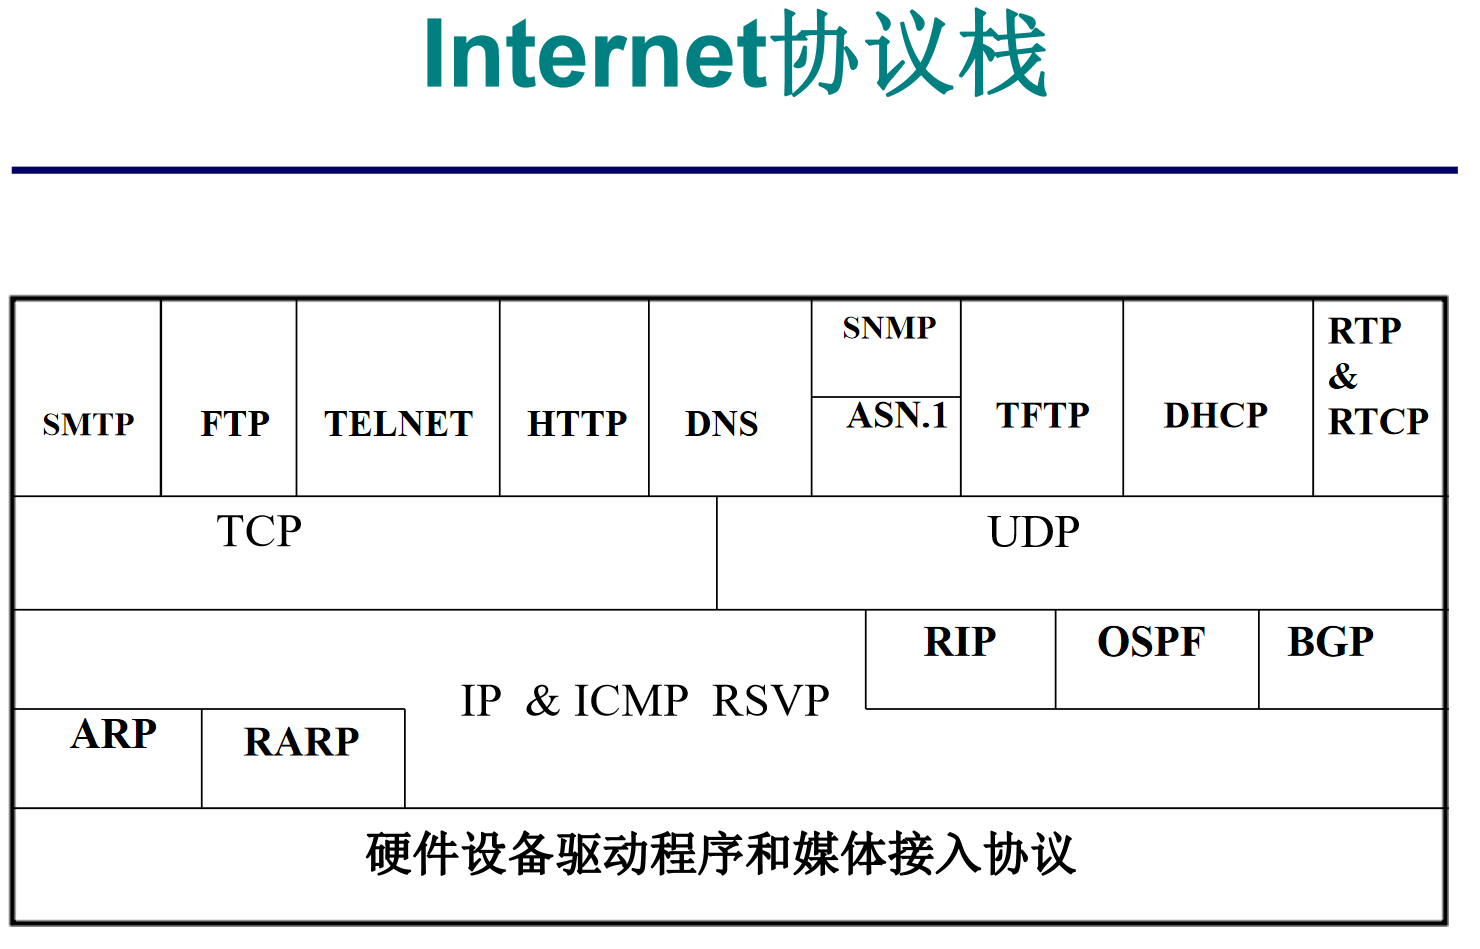 Internet协议栈
SMTP
FTP
TELNET
HTTP
DNS
SNMP
ASN.1
TFTP
DHCP
RTP
&
RTCP
TCP
UDP
IP & ICMP RSVP
RIP
OSPF
BGP
ARP
RARP
硬件设备驱动程序和媒体接入协议